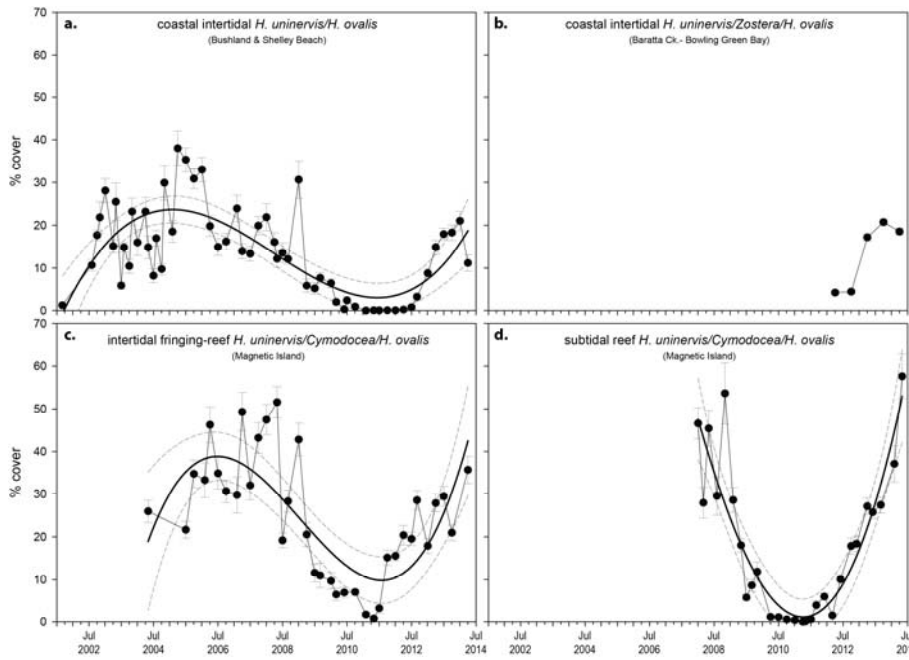 a. coastal intertidal H. uninervis/H. ovalis
(Bushland & Shelley Beach)
70
60
50
40
30
20
10
0
% cover
b. coastal intertidal H. uninervis/Zostera/H. ovalis
(Baratta Ck.- Bowling Green Bay)
c. intertidal fringing-reef H. uninervis/Cymodocea/H. ovalis
(Magnetic Island)
70
60
50
40
30
20
10
0
% cover
d. subtidal reef H. uninervis/Cymodocea/H. ovalis
(Magnetic Island)
Jul Jul Jul Jul Jul Jul Jul
2002 2004 2006 2008 2010 2012 2014
Jul Jul Jul Jul Jul Jul Jul
2002 2004 2006 2008 2010 2012 201